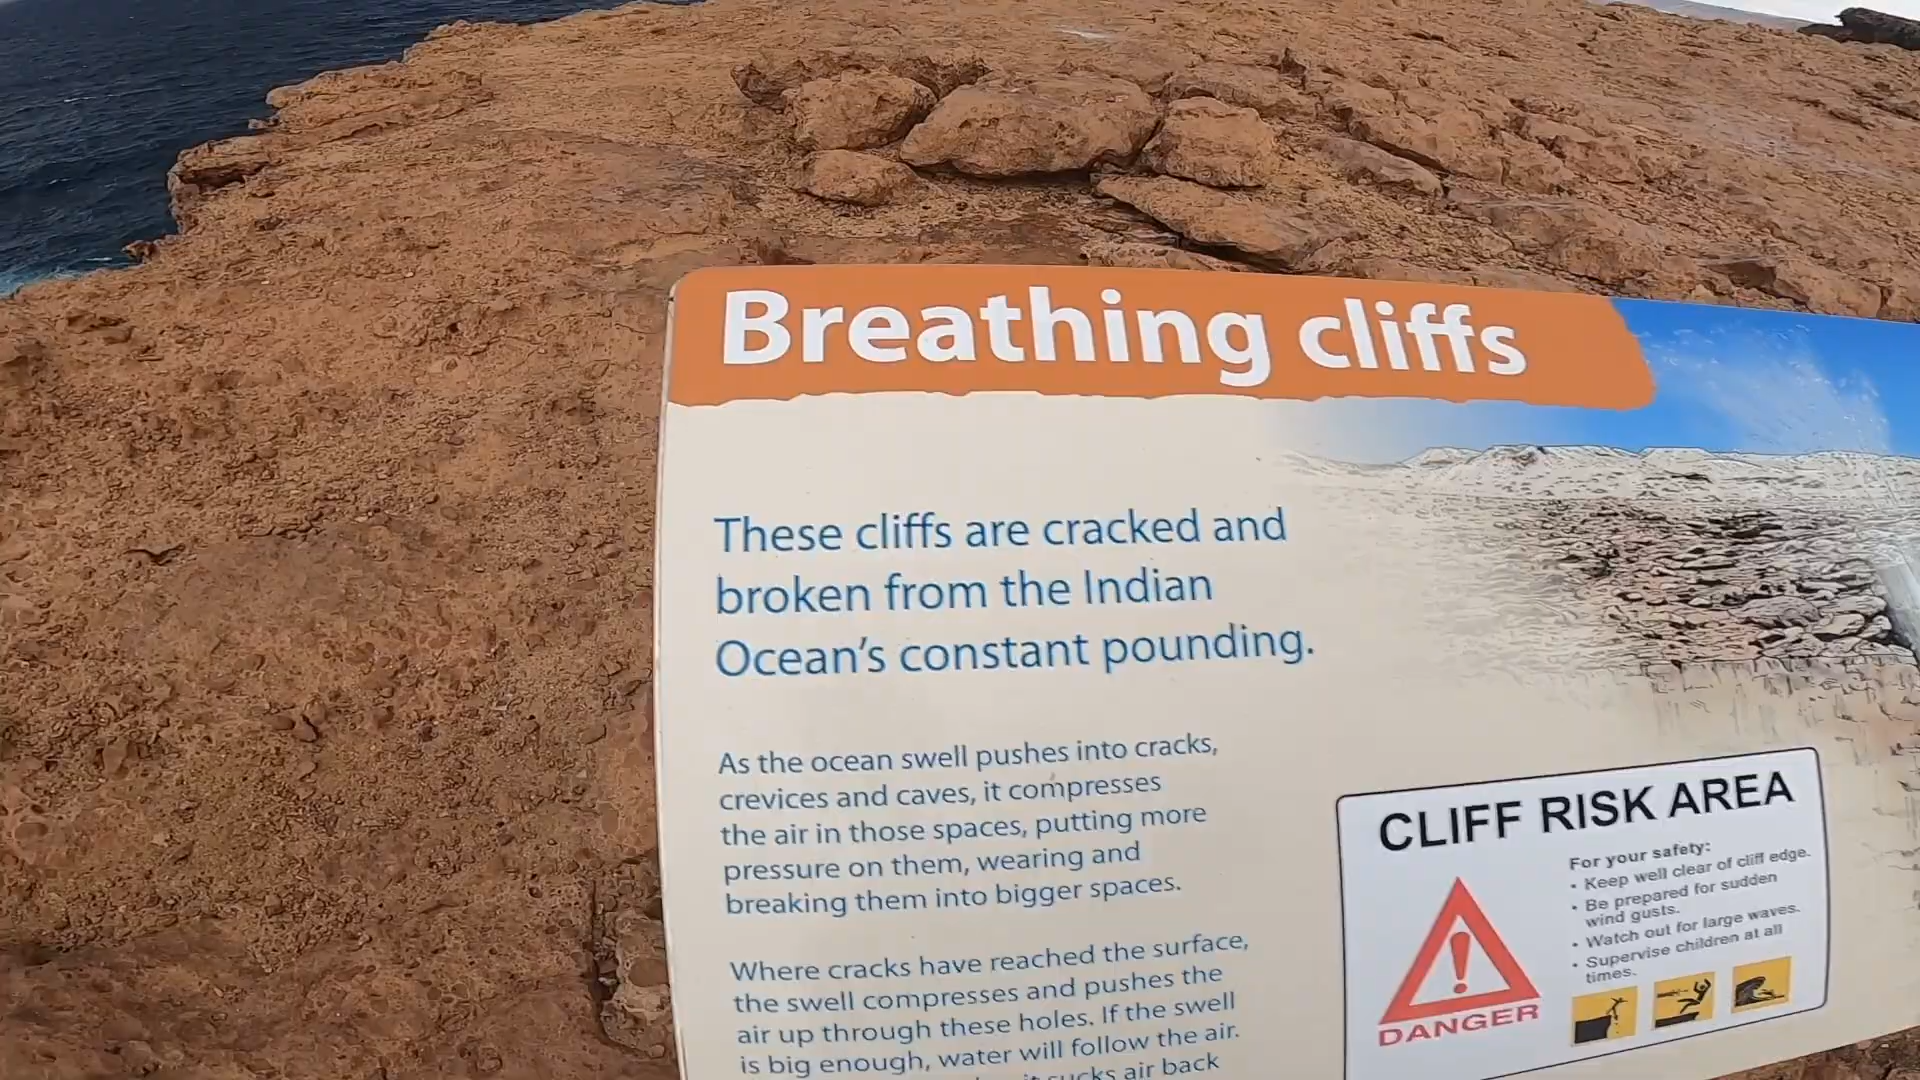 Breathing cliffs
These cliffs are cracked and
broken from the Indian
Ocean's constant pounding.
As the ocean swell pushes into cracks,
crevices and caves, it compresses
the air in those spaces, putting more
pressure on them, wearing and
breaking them into bigger spaces.
Where cracks have reached the surface,
the swell compresses and pushes the
air up through these holes. If the swell
is big enough, water will follow the air.
sucks air back
CLIFF RISK AREA
For your safety:
• Keep well clear of cliff edge.
• Be prepared for sudden
wind gusts.
• Watch out for large waves.
• Supervise children at all
times.
DANGER